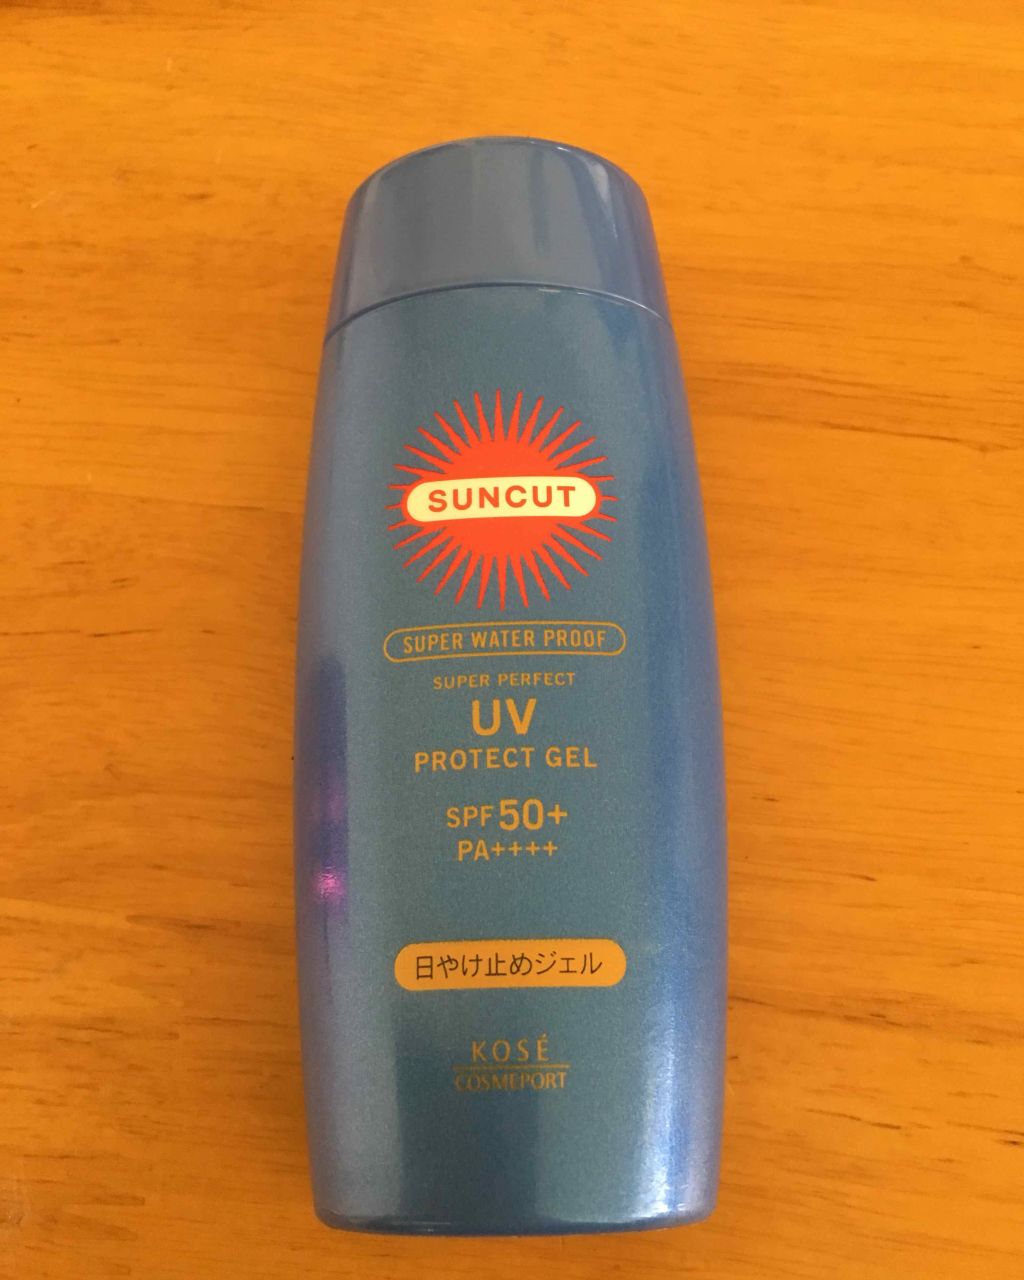 SUNCUT
SUPER WATER PROOF
SUPER PERFECT
UV
PROTECT GEL
SPF50+
PA++++
日やけ止めジェル
KOSÉ
COSMEPORT